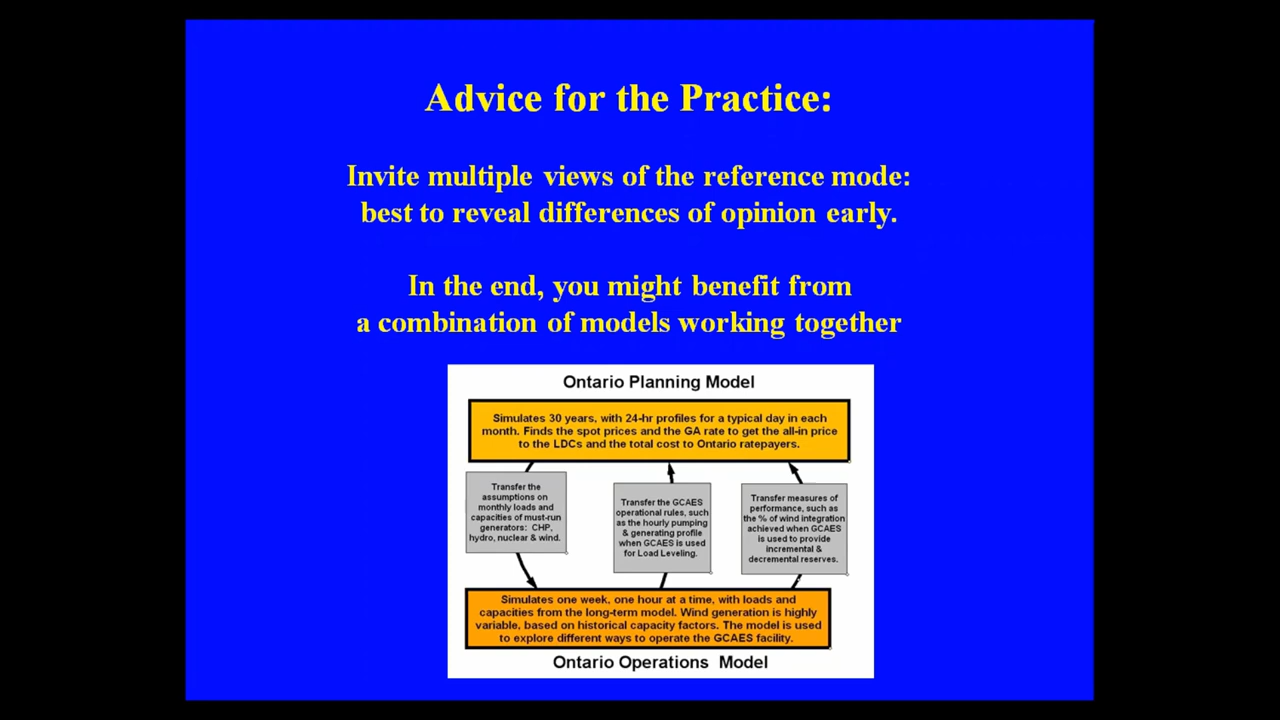 Advice for the Practice:
Invite multiple views of the reference mode:
best to reveal differences of opinion early.
In the end, you might benefit from
a combination of models working together
Ontario Planning Model
Simulates 30 years, with 24-hr profiles for a typical day in each
month. Finds the spot prices and the GA rate to get the all-in price
to the LDCs and the total cost to Ontario ratepayers.
Transfer the
assumptions on
monthly loads and
capacities of must-run
generators: CHP,
hydro, nuclear & wind.
Transfer the GCAES
operational rules, such
as the hourly pumping
& generating profile
when GCAES is used
for Load Leveling.
Transfer measures of
performance, such as
the % of wind integration
achieved when GCAES
is used to provide
incremental &
decremental reserves.
Simulates one week, one hour at a time, with loads and
capacities from the long-term model. Wind generation is highly
variable, based on historical capacity factors. The model is used
to explore different ways to operate the GCAES facility.
Ontario Operations Model